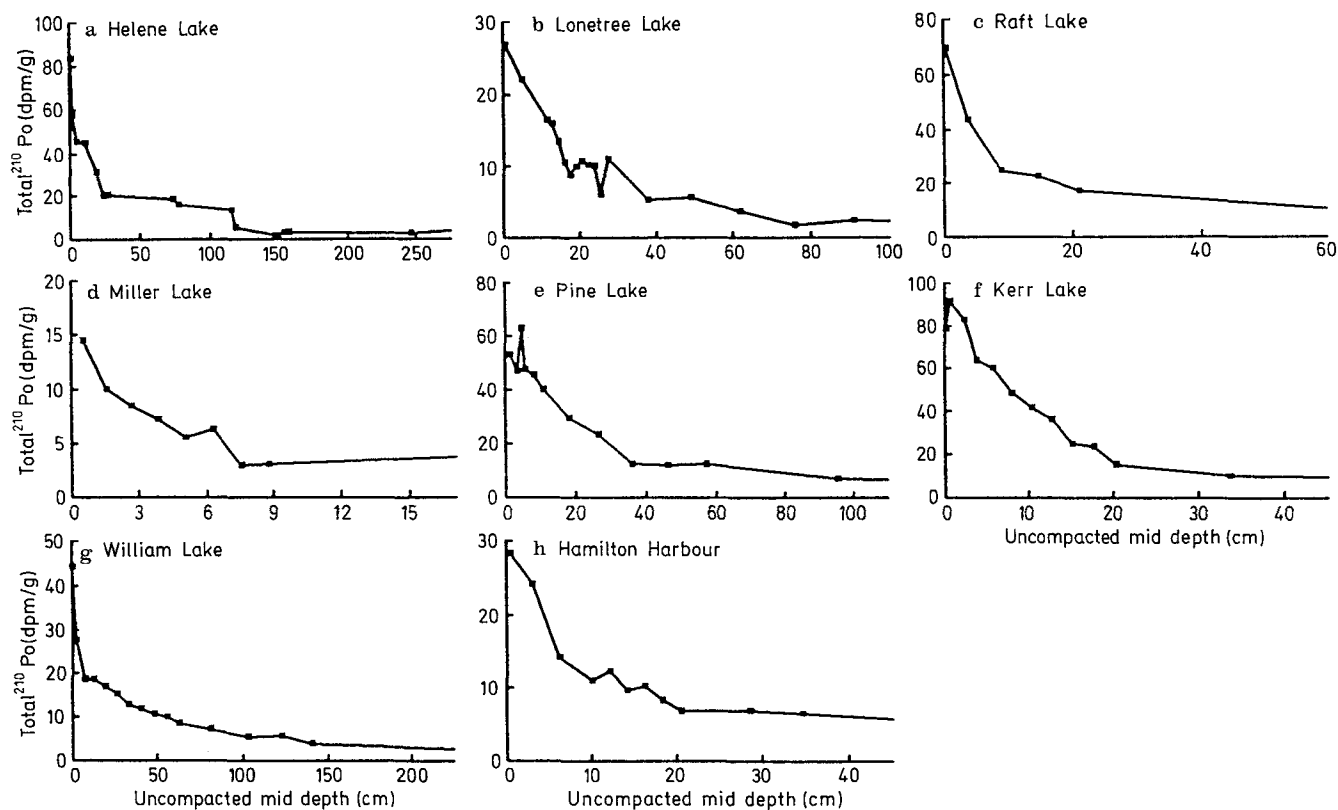 a Helene Lake
100
80
60
40
20
0
0 50 100 150 200 250
Total 210 Po (dpm/g)
b Lonetree Lake
30
20
10
0
0 20 40 60 80 100
c Raft Lake
80
60
40
20
0
0 20 40 60
d Miller Lake
20
15
10
5
0
0 3 6 9 12 15
Total 210 Po (dpm/g)
e Pine Lake
80
60
40
20
0
0 20 40 60 80 100
f Kerr Lake
100
80
60
40
20
0
0 10 20 30 40
Uncompacted mid depth (cm)
g William Lake
50
40
30
20
10
0
0 50 100 150 200
Total 210 Po (dpm/g)
Uncompacted mid depth (cm)
h Hamilton Harbour
30
20
10
0
0 10 20 30 40
Uncompacted mid depth (cm)